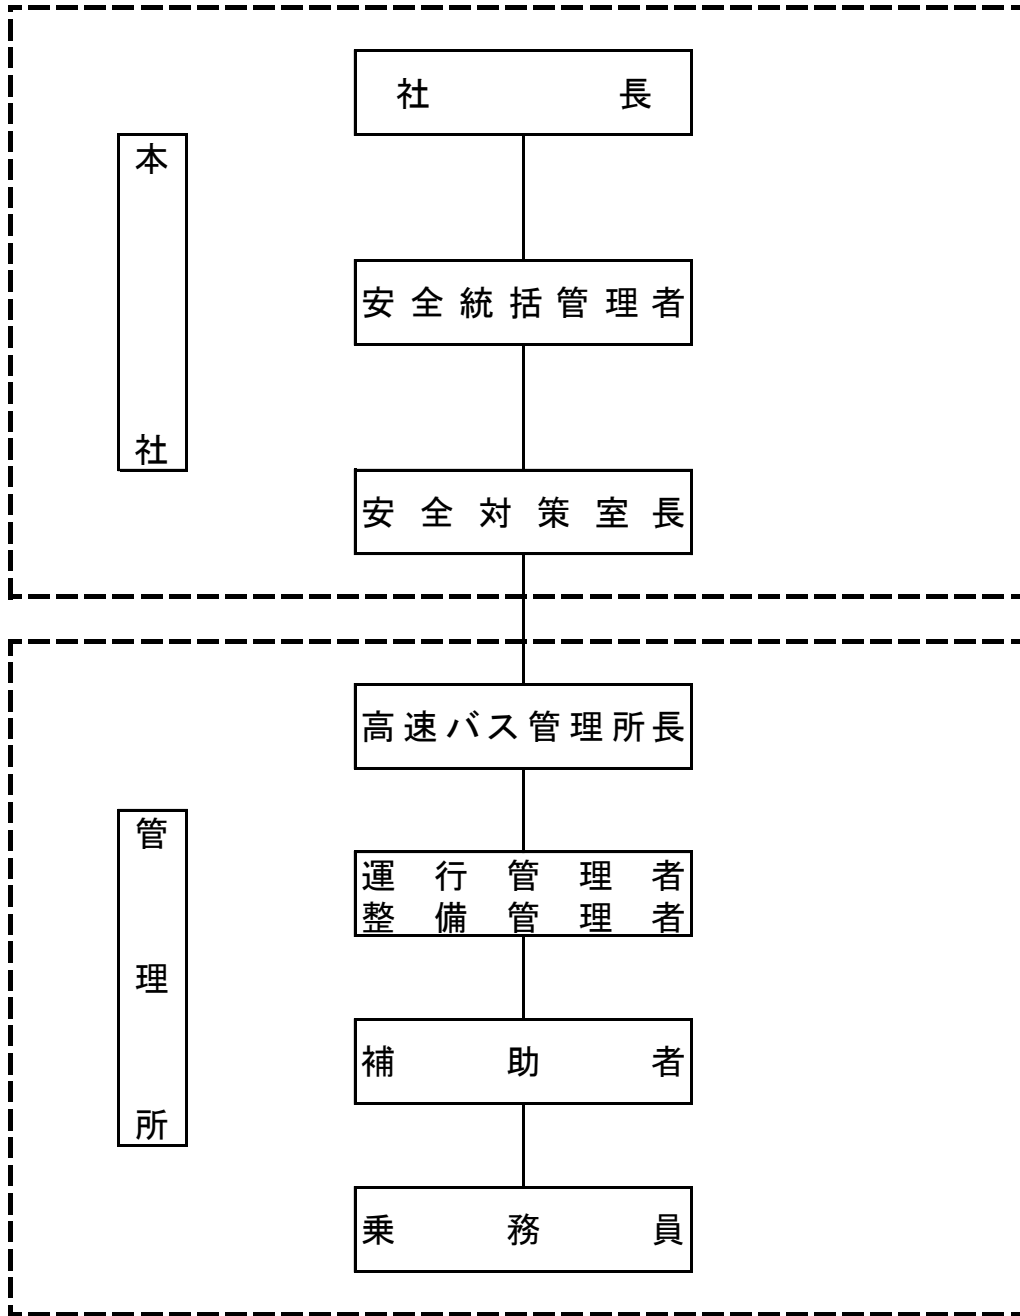 社長
本社
安全統括管理者
安全対策室長
高速バス管理所長
管理所
運行管理者
整備管理者
補助者
乗務員